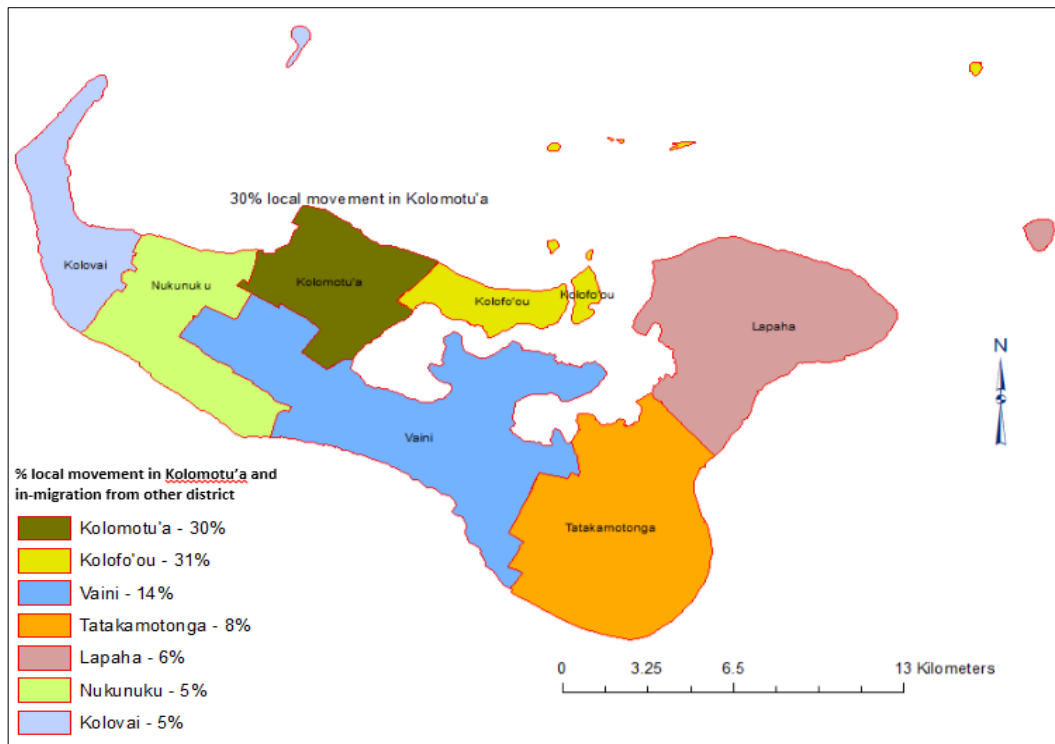 30% local movement in Kolomotu'a
Kolovai
Nukunuku
Kolomotu'a
Kolofo'ou
Kolofo'ou
Lapaha
N
Vaini
Tatakamotonga
% local movement in Kolomotu’a and
in-migration from other district
Kolomotu'a - 30%
Kolofo'ou - 31%
Vaini - 14%
Tatakamotonga - 8%
Lapaha - 6%
Nukunuku - 5%
Kolovai - 5%
0 3.25 6.5 13 Kilometers